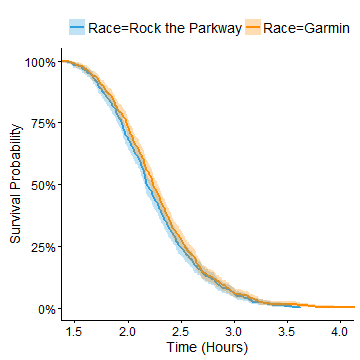 Race=Rock the Parkway Race=Garmin
Survival Probability
100%
75%
50%
25%
0%
1.5 2.0 2.5 3.0 3.5 4.0
Time (Hours)